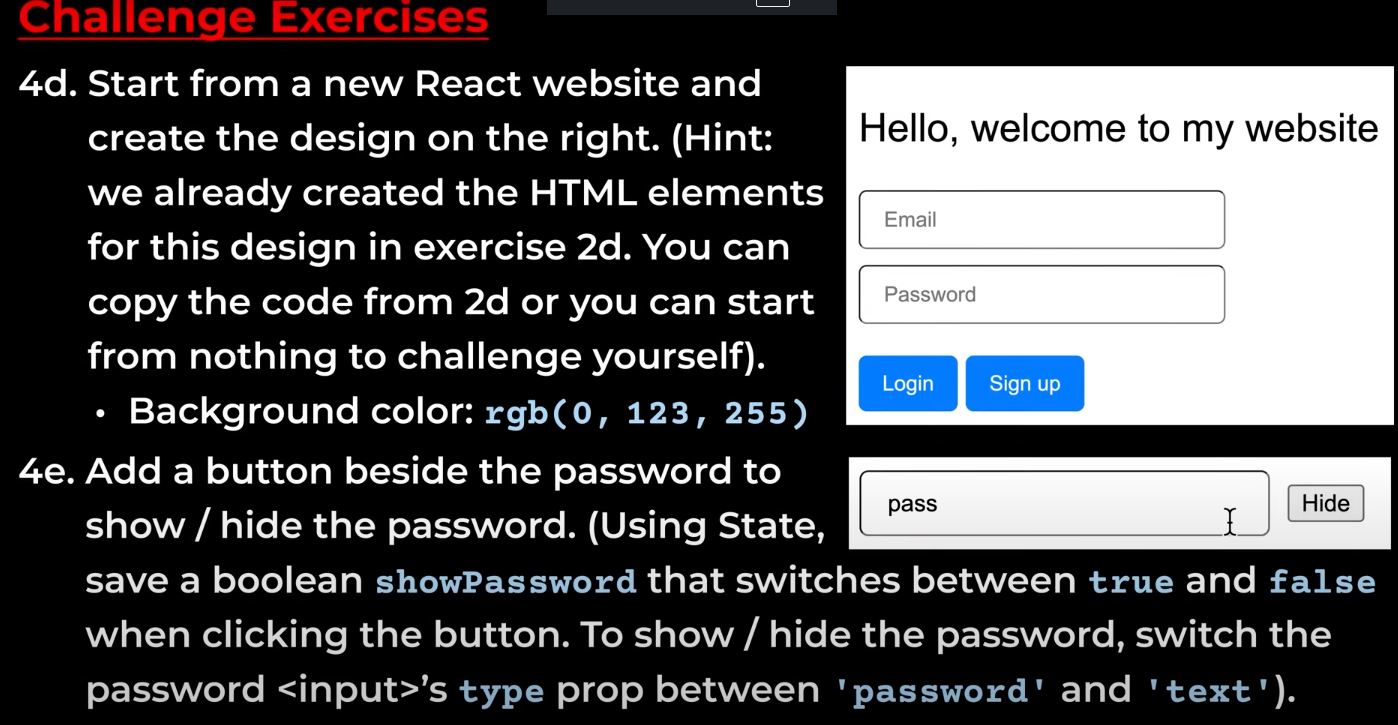 Challenge Exercises
4d. Start from a new React website and
create the design on the right. (Hint:
we already created the HTML elements
for this design in exercise 2d. You can
copy the code from 2d or you can start
from nothing to challenge yourself).
• Background color: rgb(0, 123, 255)
Hello, welcome to my website
Email
Password
Login Sign up
4e. Add a button beside the password to
show / hide the password. (Using State,
save a boolean showPassword that switches between true and false
when clicking the button. To show / hide the password, switch the
password <input>’s type prop between 'password' and 'text').
pass Hide